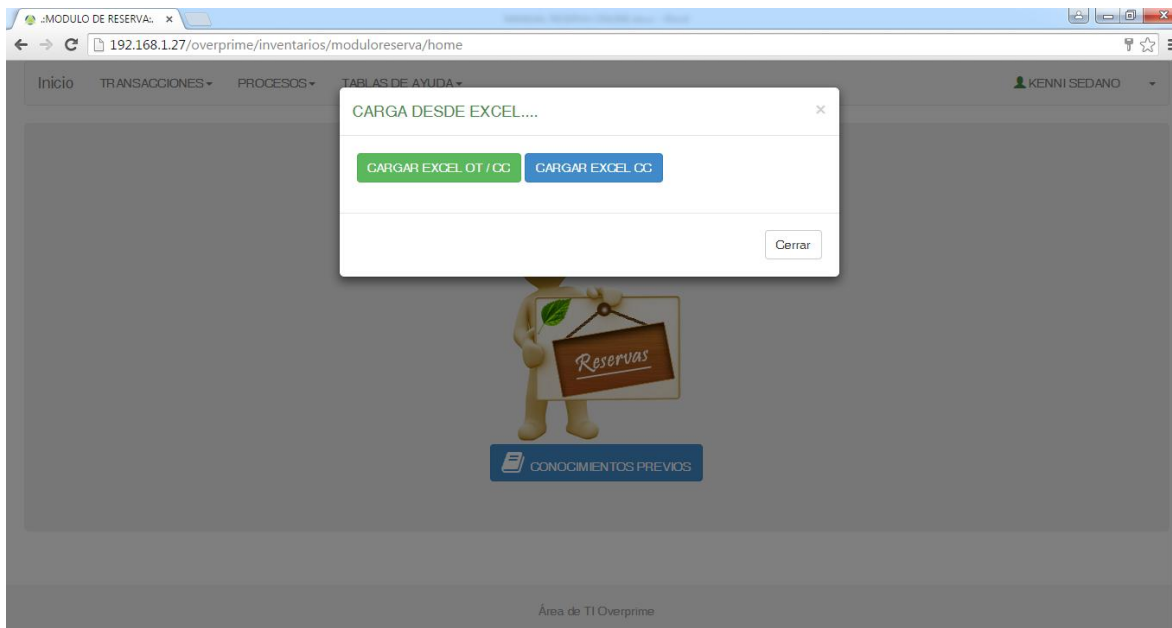 .:MODULO DE RESERVA:. ×
192.168.1.27/overprime/inventarios/moduloreserva/home
Inicio TRANSACCIONES PROCESOS TABLAS DE AYUDA KENNI SEDANO
CARGA DESDE EXCEL.... ×
CARGAR EXCEL OT / CC CARGAR EXCEL CC
Cerrar
Reservas
CONOCIMIENTOS PREVIOS
Área de TI Overprime